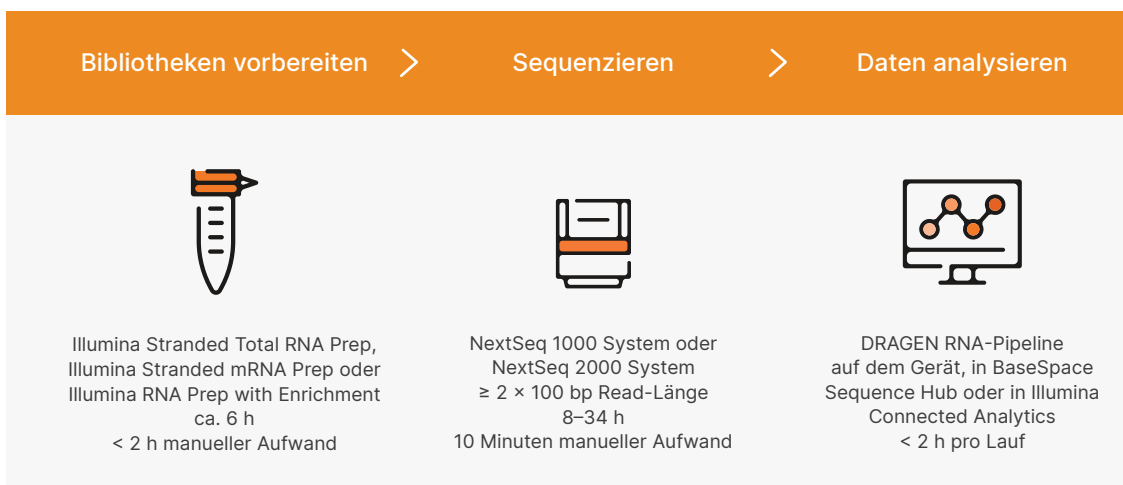 Bibliotheken vorbereiten
Sequenzieren
Daten analysieren
Illumina Stranded Total RNA Prep,
Illumina Stranded mRNA Prep oder
Illumina RNA Prep with Enrichment
ca. 6 h
< 2 h manueller Aufwand
NextSeq 1000 System oder
NextSeq 2000 System
≥ 2 × 100 bp Read-Länge
8–34 h
10 Minuten manueller Aufwand
DRAGEN RNA-Pipeline
auf dem Gerät, in BaseSpace
Sequence Hub oder in Illumina
Connected Analytics
< 2 h pro Lauf